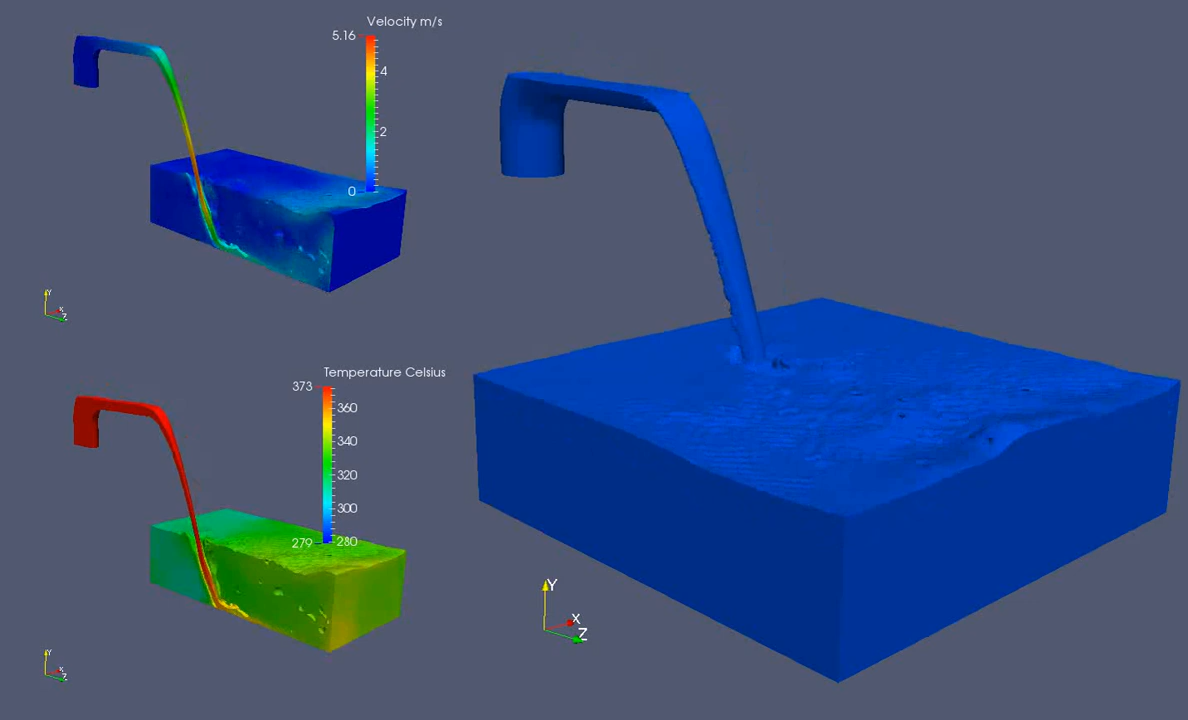 Velocity m/s
5.16
4
2
0
Y
X
Z
Temperature Celsius
373
360
340
320
300
279
280
Y
X
Z
Y
X
Z